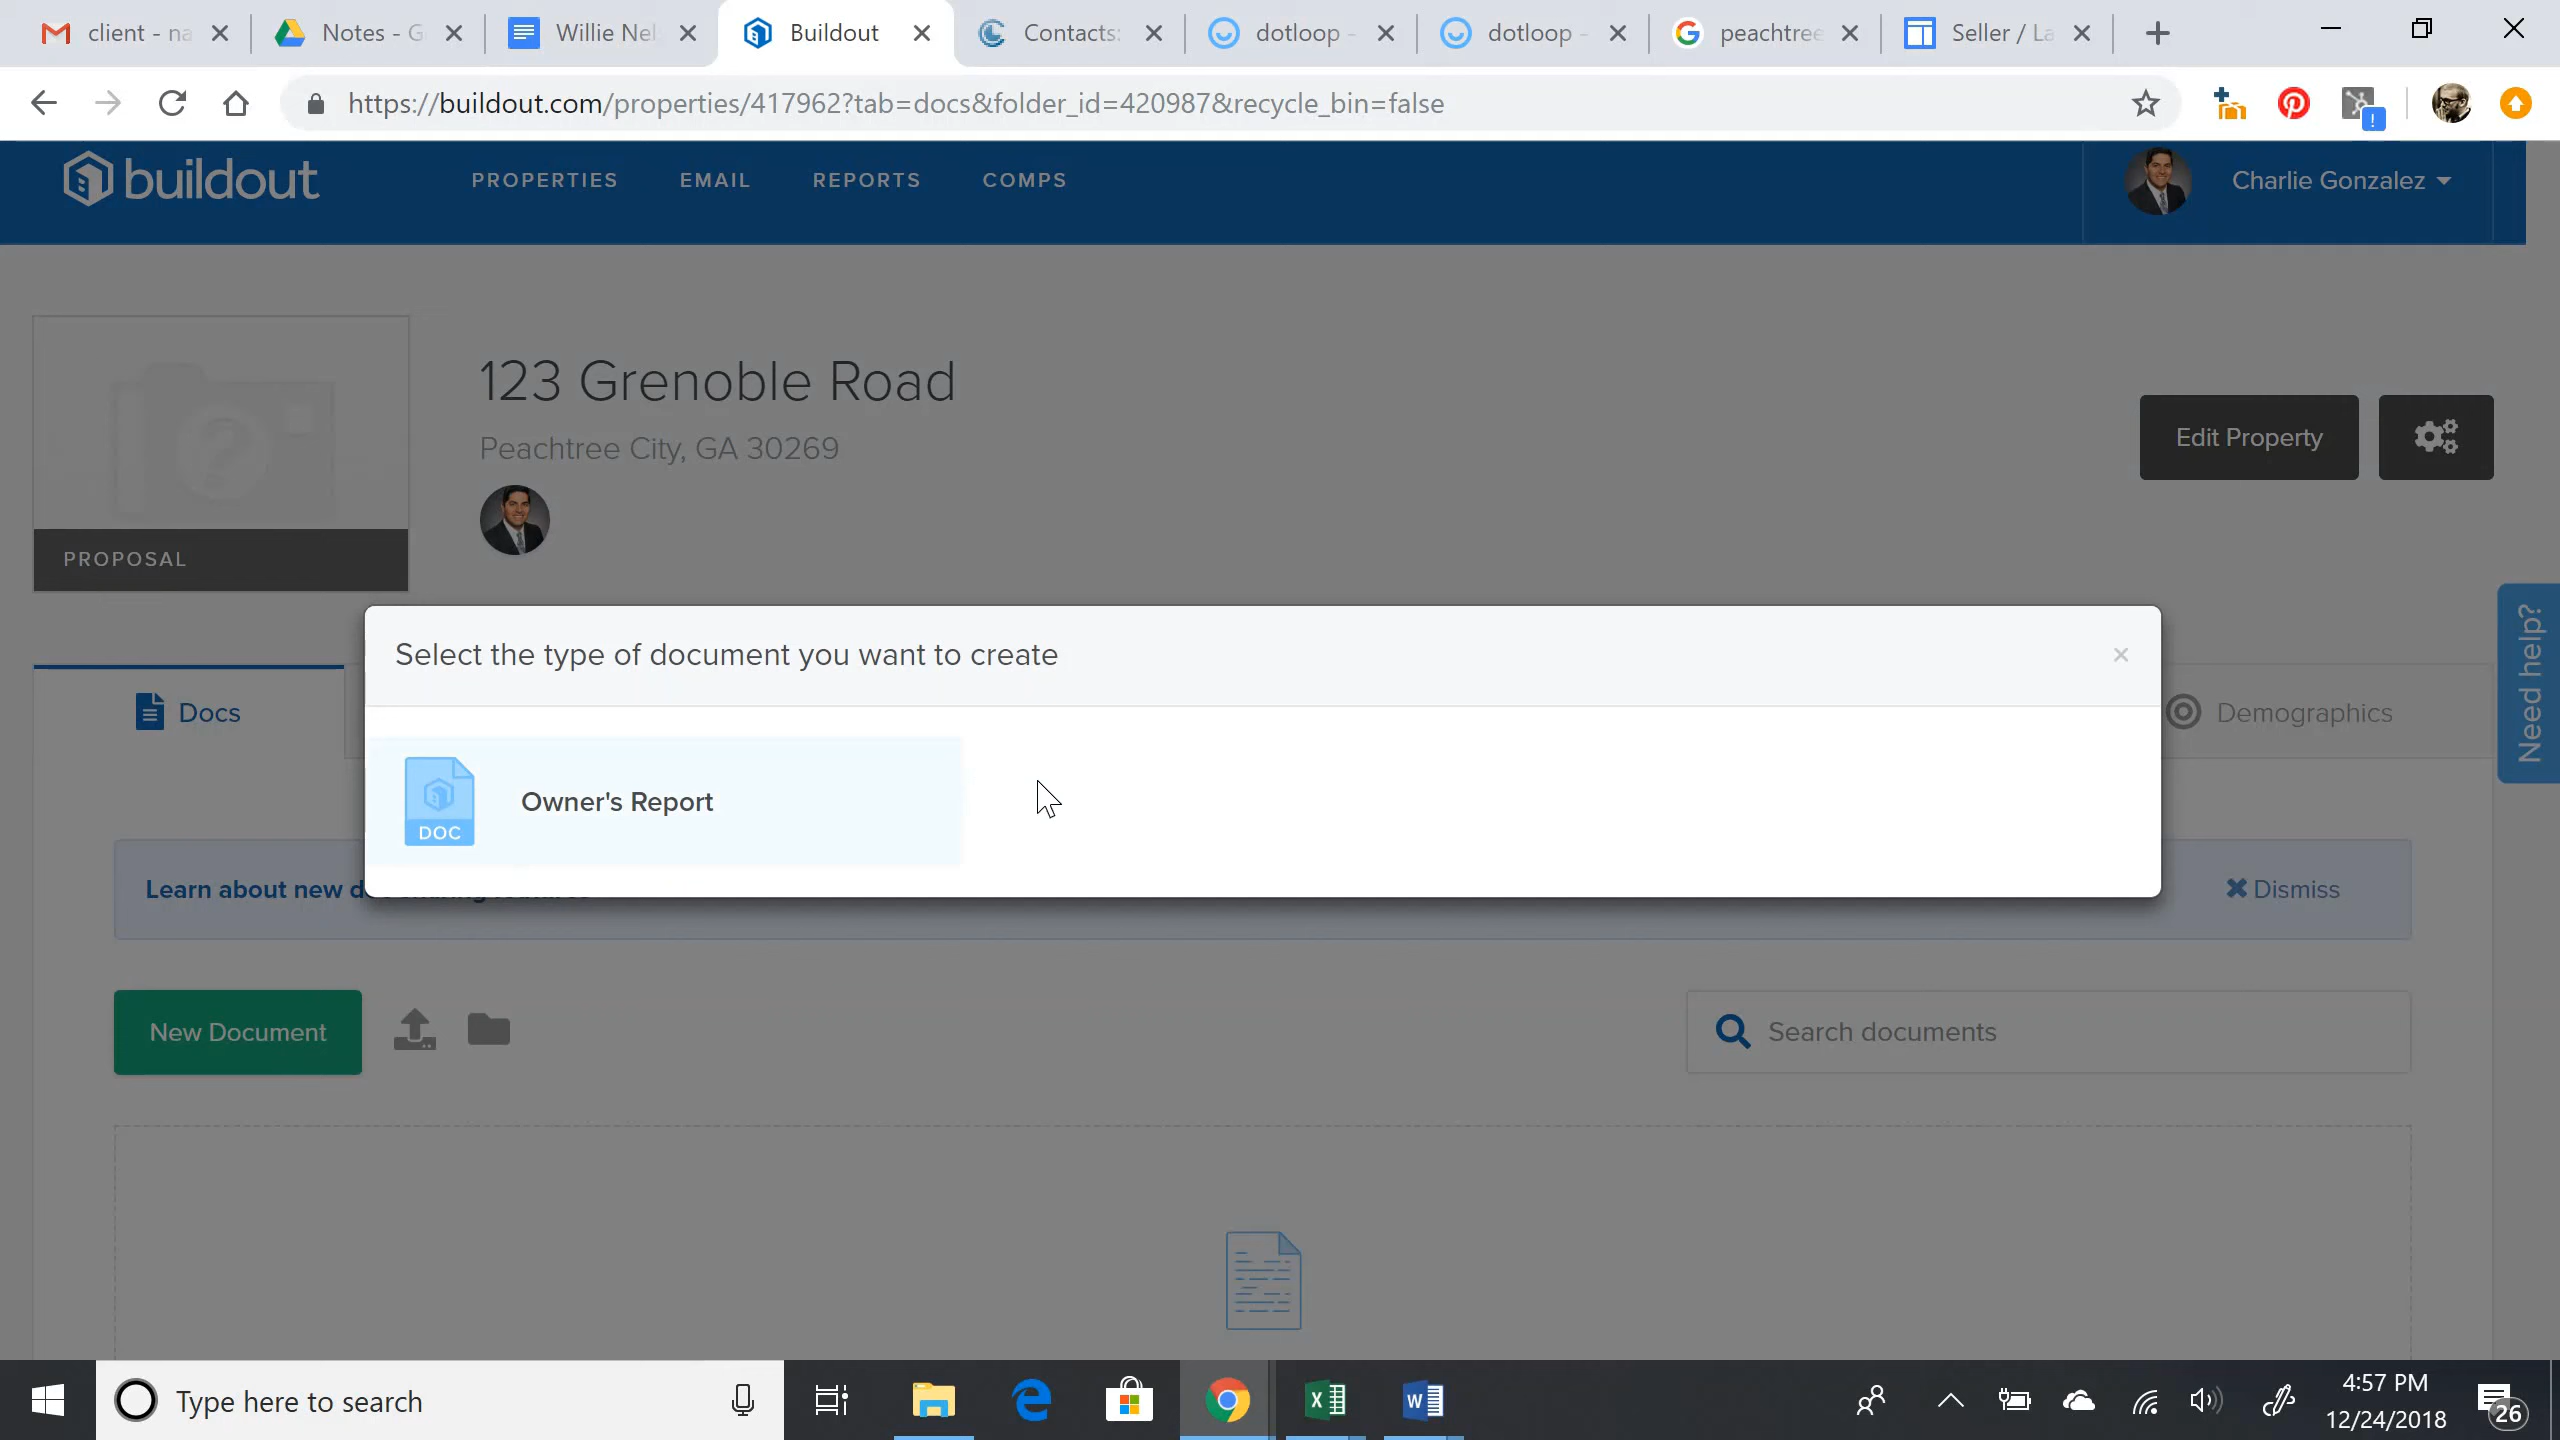 client - na
Notes - G
Willie Nel
Buildout
Contacts:
dotloop -
dotloop -
peachtree
Seller / La
https://buildout.com/properties/417962?tab=docs&folder_id=420987&recycle_bin=false
buildout
PROPERTIES
EMAIL
REPORTS
COMPS
Charlie Gonzalez
123 Grenoble Road
Peachtree City, GA 30269
Edit Property
PROPOSAL
Need help?
Select the type of document you want to create
×
Docs
Demographics
DOC
Owner's Report
Learn about new d
Dismiss
New Document
Search documents
Type here to search
4:57 PM
12/24/2018
26